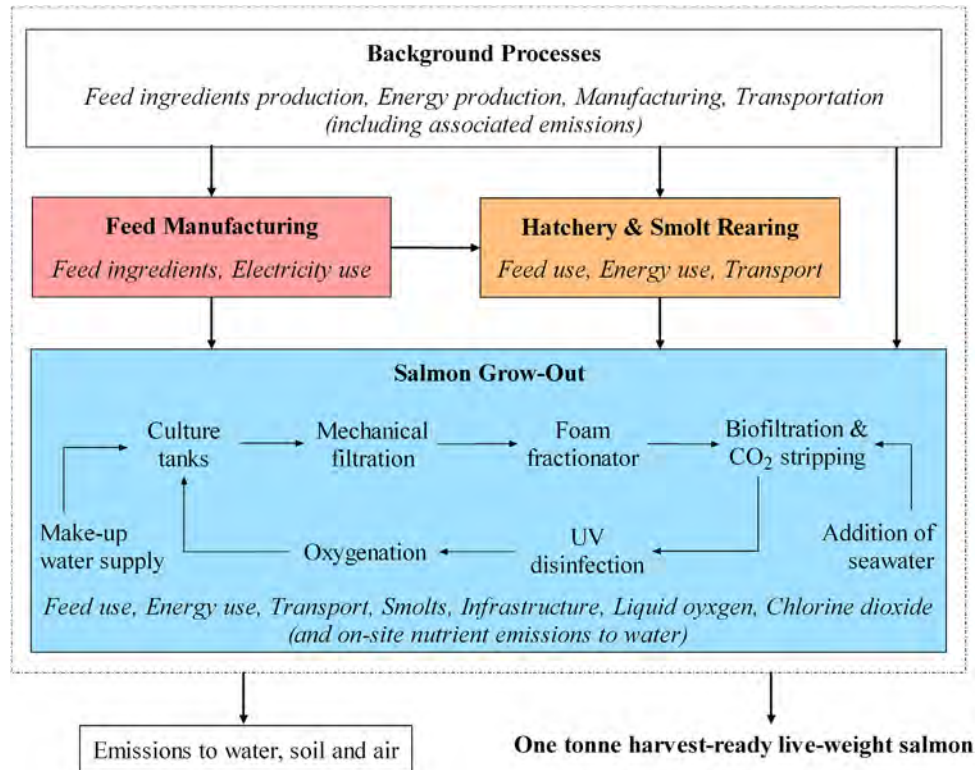 Background Processes
Feed ingredients production, Energy production, Manufacturing, Transportation
(including associated emissions)
Feed Manufacturing
Feed ingredients, Electricity use
Hatchery & Smolt Rearing
Feed use, Energy use, Transport
Salmon Grow-Out
Culture
tanks
Mechanical
filtration
Foam
fractionator
Biofiltration &
CO2 stripping
Make-up
water supply
Oxygenation
UV
disinfection
Addition of
seawater
Feed use, Energy use, Transport, Smolts, Infrastructure, Liquid oyxgen, Chlorine dioxide
(and on-site nutrient emissions to water)
Emissions to water, soil and air
One tonne harvest-ready live-weight salmon